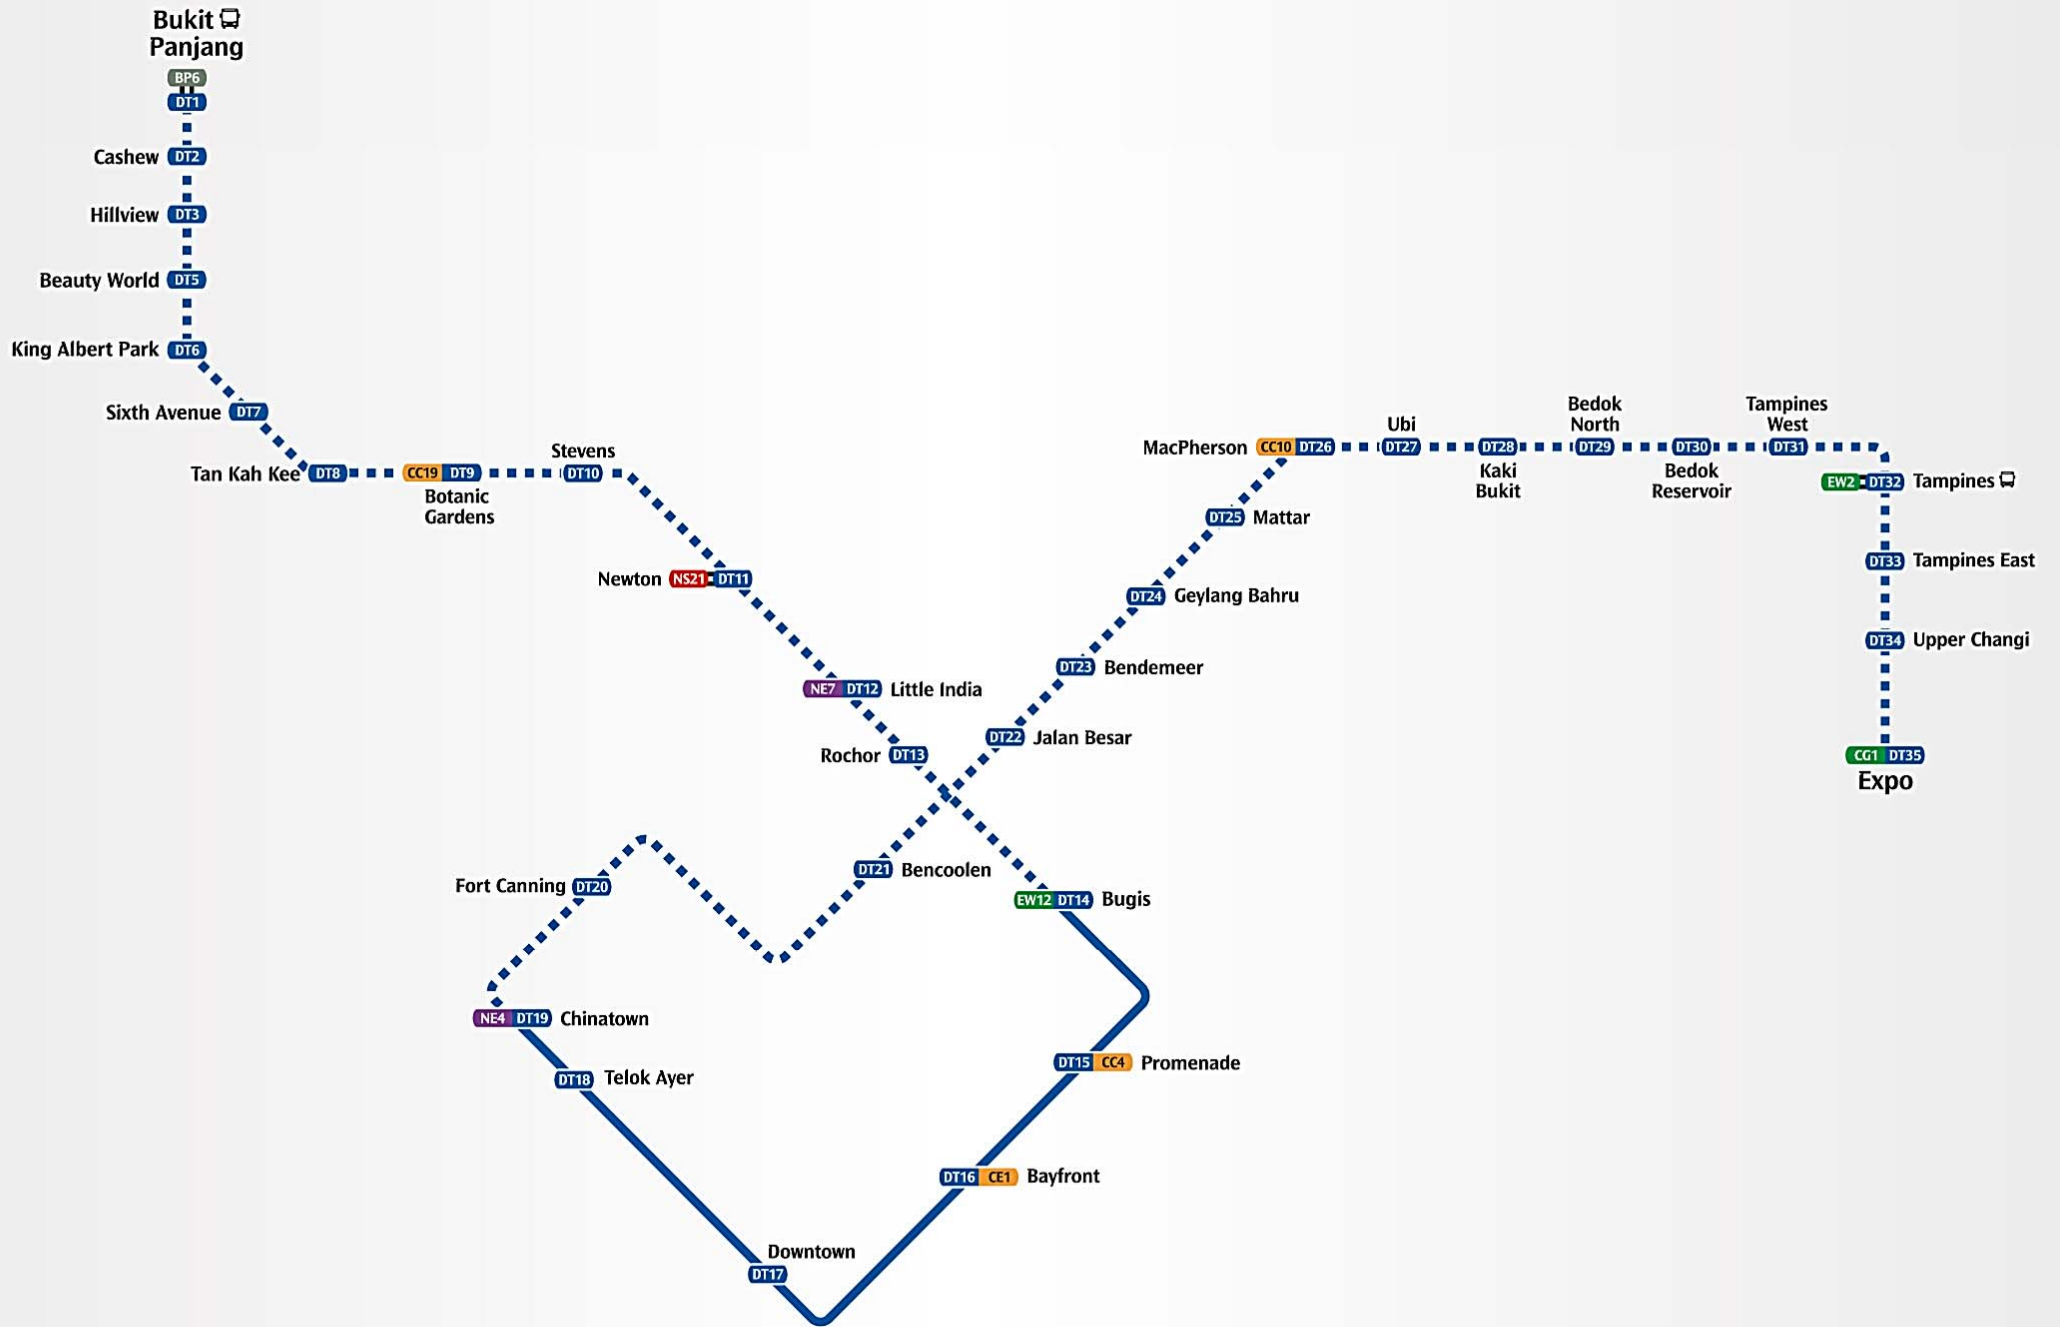 Bukit
Panjang
BP6
DT1
Cashew DT2
Hillview DT3
Beauty World DT5
King Albert Park DT6
Sixth Avenue DT7
Tan Kah Kee DT8
CC19 DT9
Botanic
Gardens
Stevens
DT10
Newton NS21 DT11
NE7 DT12 Little India
Rochor DT13
EW12 DT14 Bugis
DT15 CC4 Promenade
DT16 CE1 Bayfront
Downtown
DT17
DT18 Telok Ayer
NE4 DT19 Chinatown
Fort Canning DT20
DT21 Bencoolen
DT22 Jalan Besar
DT23 Bendemeer
DT24 Geylang Bahru
DT25 Mattar
MacPherson CC10 DT26
Ubi
DT27
DT28
Kaki
Bukit
Bedok
North
DT29
DT30
Bedok
Reservoir
Tampines
West
DT31
EW2 DT32 Tampines
DT33 Tampines East
DT34 Upper Changi
CG1 DT35
Expo